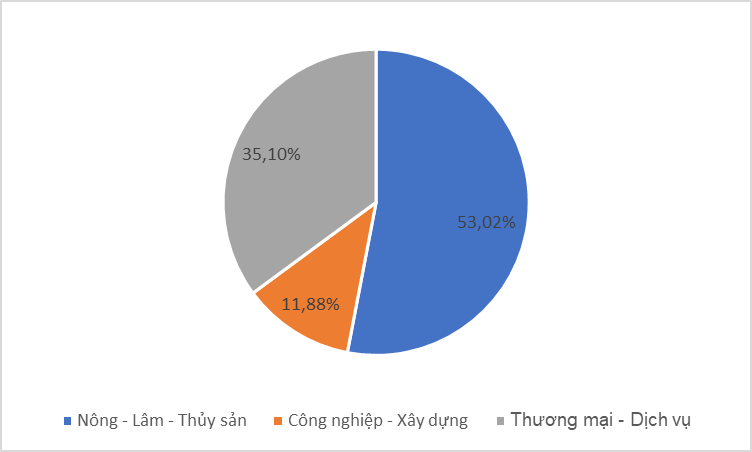 35,10%
53,02%
11,88%
Nông - Lâm - Thủy sản Công nghiệp - Xây dựng Thương mại - Dịch vụ